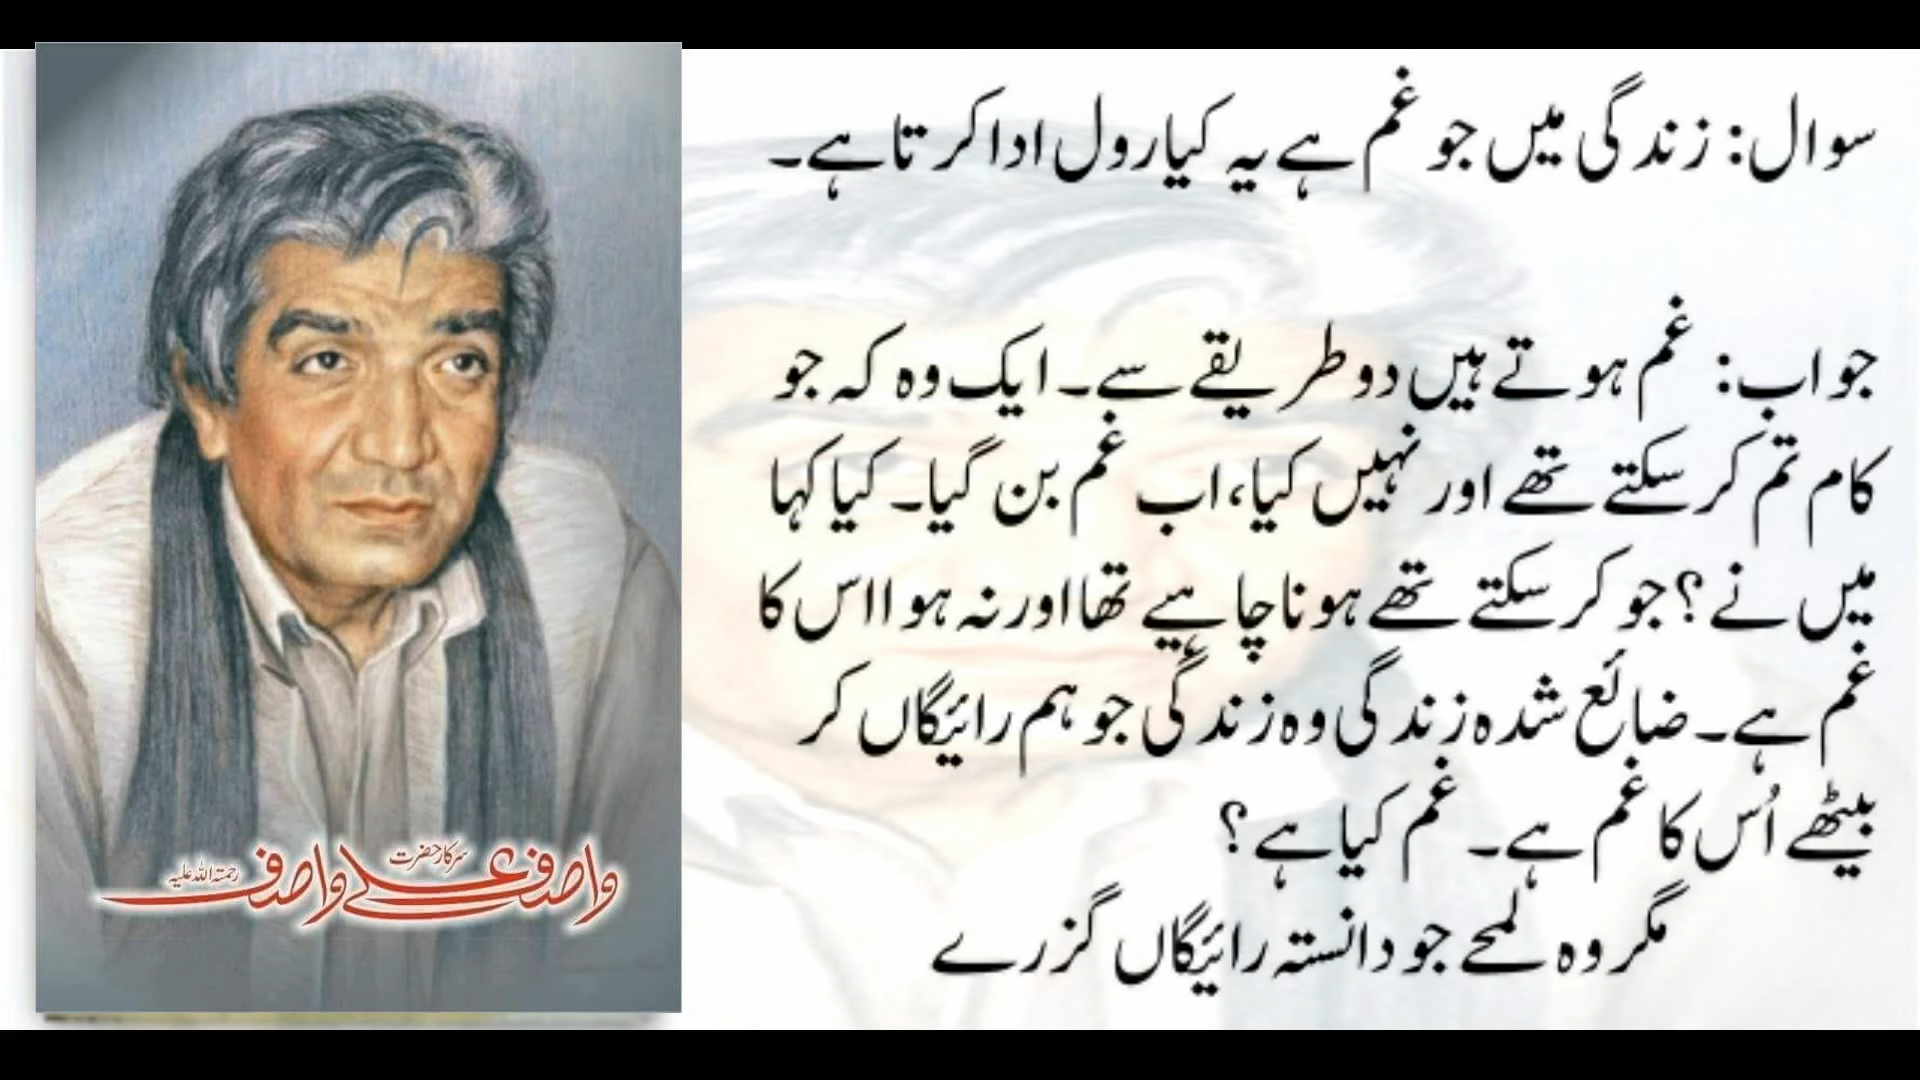 سوال: زندگی میں جو غم ہے یہ کیا رول ادا کرتا ہے۔
جواب: غم ہوتے ہیں دو طریقے سے۔ ایک وہ کہ جو
کام تم کر سکتے تھے اور نہیں کیا، اب غم بن گیا۔ کیا کہا
میں نے؟ جو کر سکتے تھے ہونا چاہیے تھا اور نہ ہوا اس کا
غم ہے۔ ضائع شدہ زندگی وہ زندگی جو ہم رائیگاں کر
بیٹھے اُس کا غم ہے۔ غم کیا ہے؟
مگر وہ لمحے جو دانستہ رائیگاں گزرے
سرکار حضرت
واصف علی واصف
رحمتہ اللہ علیہ